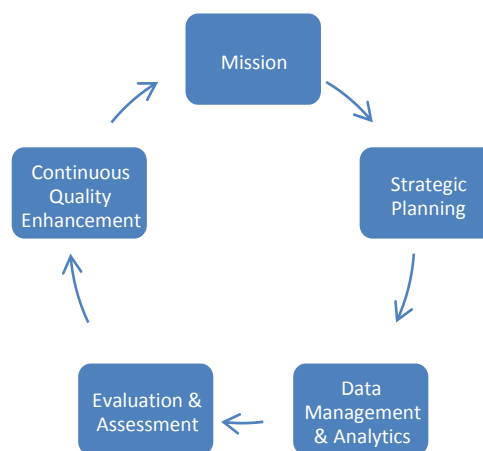 Mission
Strategic
Planning
Data
Management
& Analytics
Evaluation &
Assessment
Continuous
Quality
Enhancement